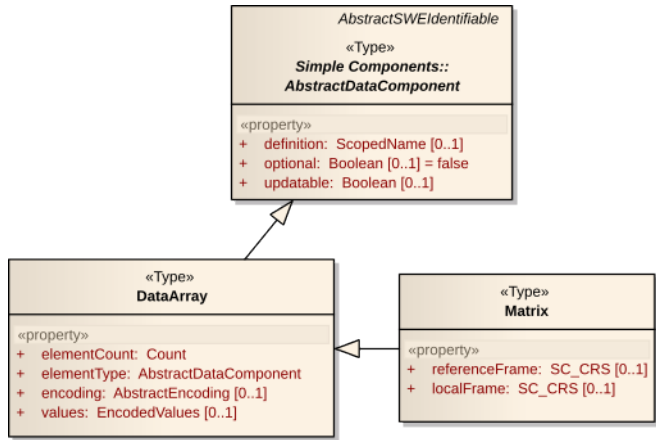 AbstractSWEIdentifiable
«Type»
Simple Components::
AbstractDataComponent
«property»
+ definition: ScopedName [0..1]
+ optional: Boolean [0..1] = false
+ updatable: Boolean [0..1]
«Type»
DataArray
«property»
+ elementCount: Count
+ elementType: AbstractDataComponent
+ encoding: AbstractEncoding [0..1]
+ values: EncodedValues [0..1]
«Type»
Matrix
«property»
+ referenceFrame: SC_CRS [0..1]
+ localFrame: SC_CRS [0..1]